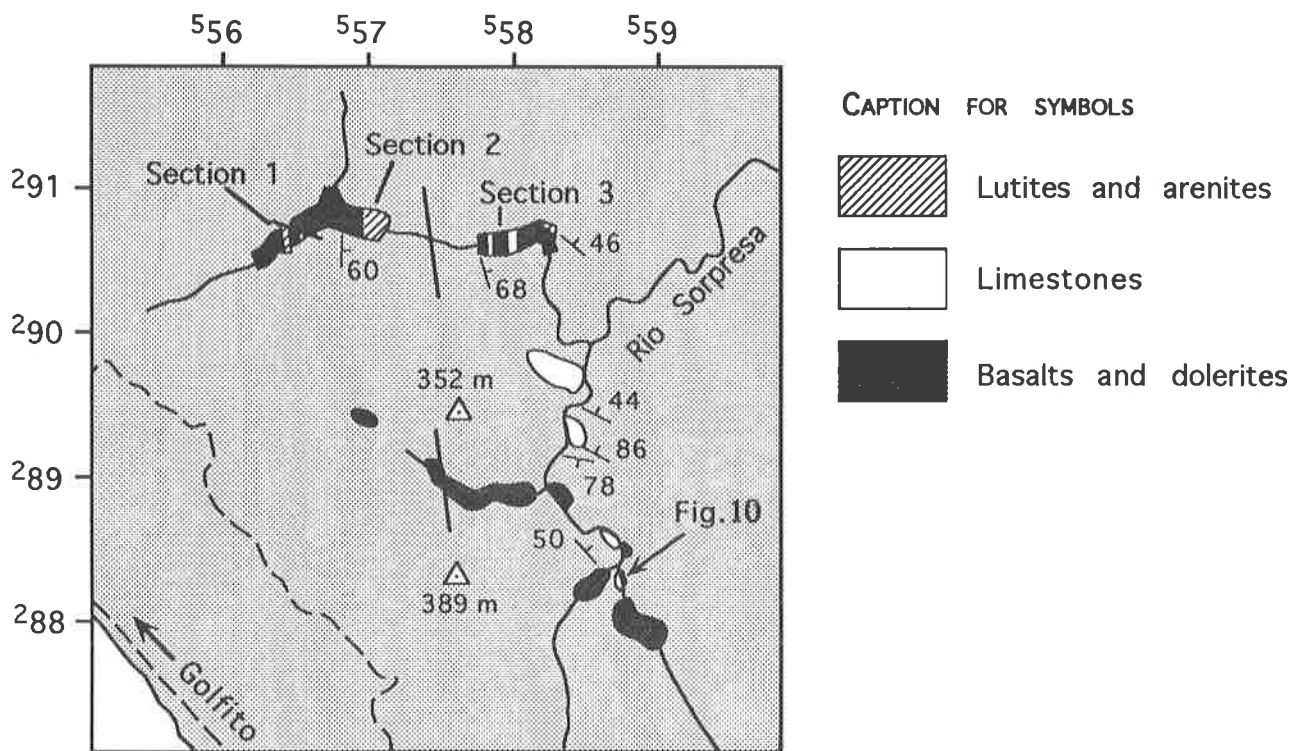 556 557 558 559
CAPTION FOR SYMBOLS
Section 2
Section 1
291
Section 3
Lutites and arenites
46
60
68
Rio Sorpresa
Limestones
290
352 m
Basalts and dolerites
44
86
289
78
Fig.10
50
389 m
288
Golfito